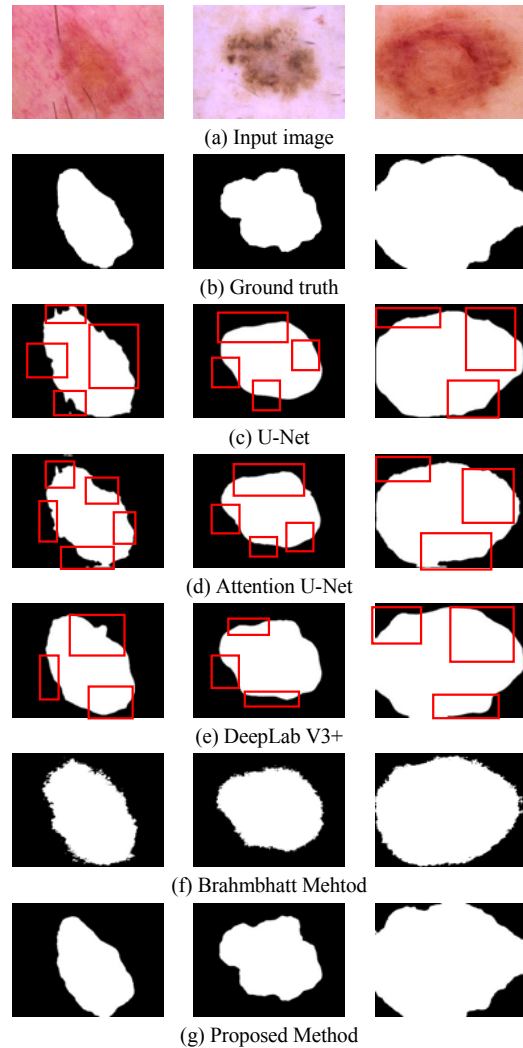 (a) Input image
(b) Ground truth
(c) U-Net
(d) Attention U-Net
(e) DeepLab V3+
(f) Brahmbhatt Mehtod
(g) Proposed Method